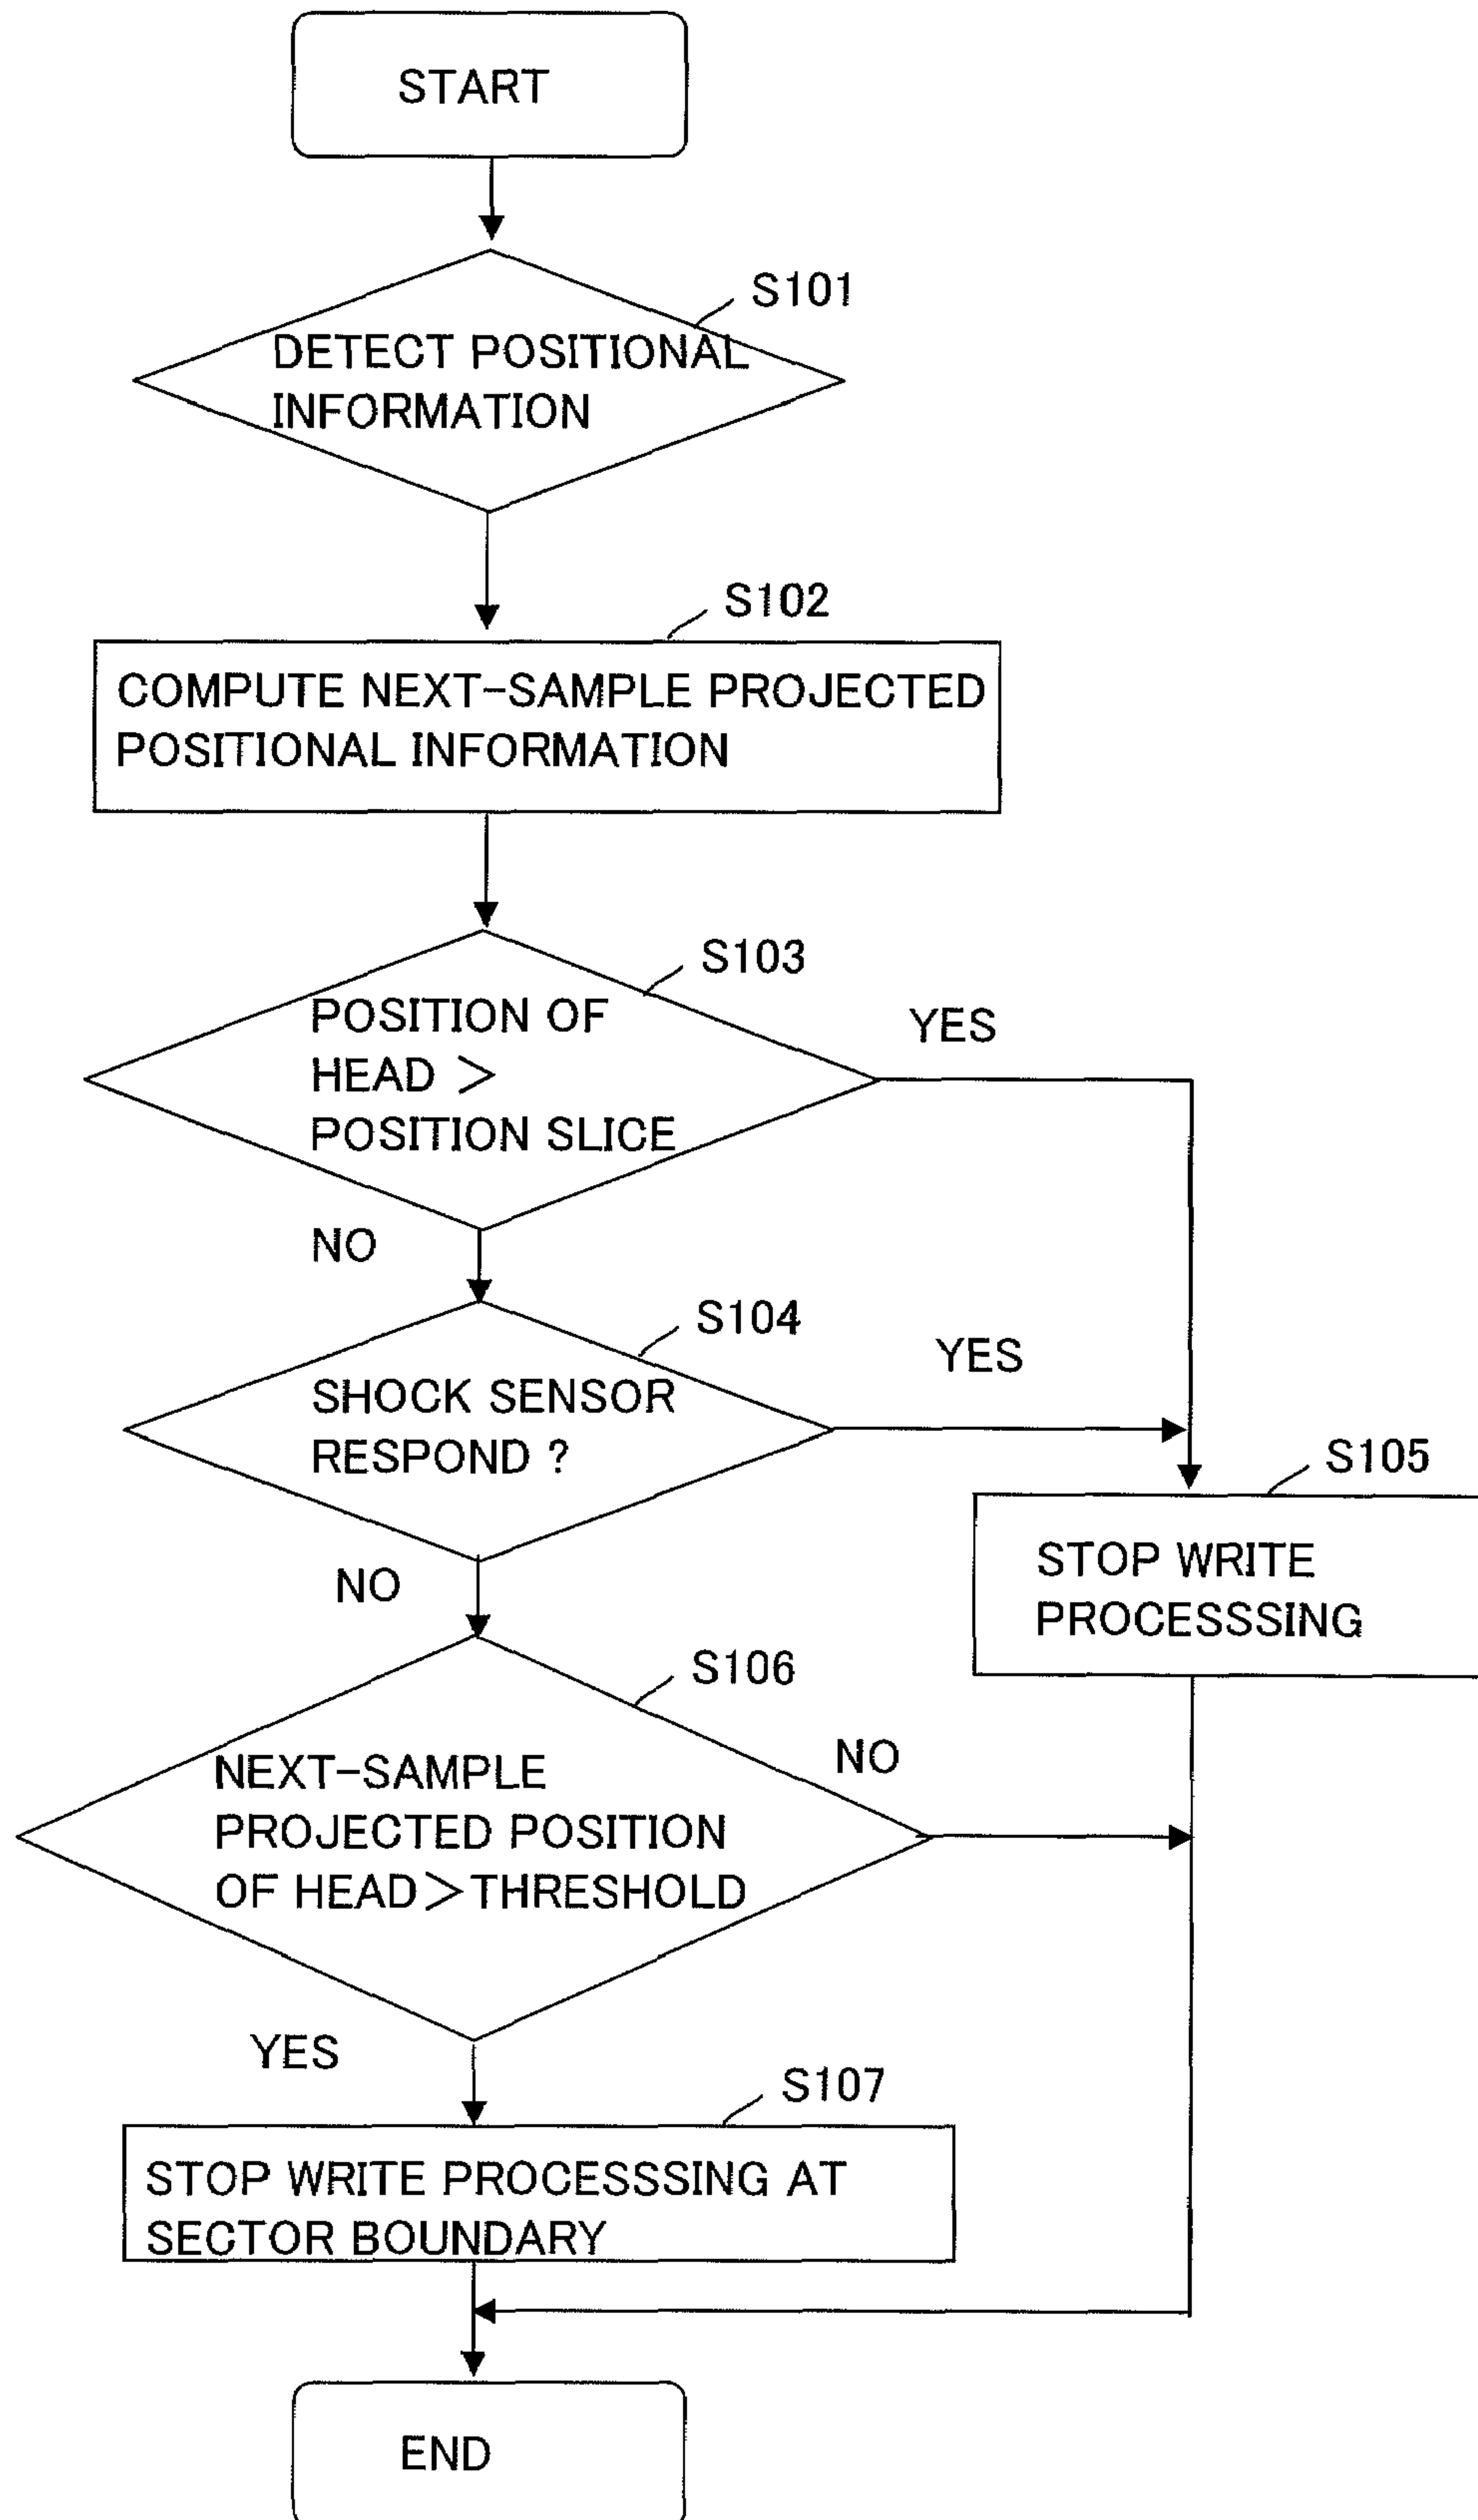 START
S101
DETECT POSITIONAL
INFORMATION
S102
COMPUTE NEXT-SAMPLE PROJECTED
POSITIONAL INFORMATION
S103
POSITION OF
HEAD >
POSITION SLICE
YES
NO
S104
SHOCK SENSOR
RESPOND ?
YES
S105
STOP WRITE
PROCESSSING
NO
S106
NEXT-SAMPLE
PROJECTED POSITION
OF HEAD>THRESHOLD
NO
YES
S107
STOP WRITE PROCESSSING AT
SECTOR BOUNDARY
END